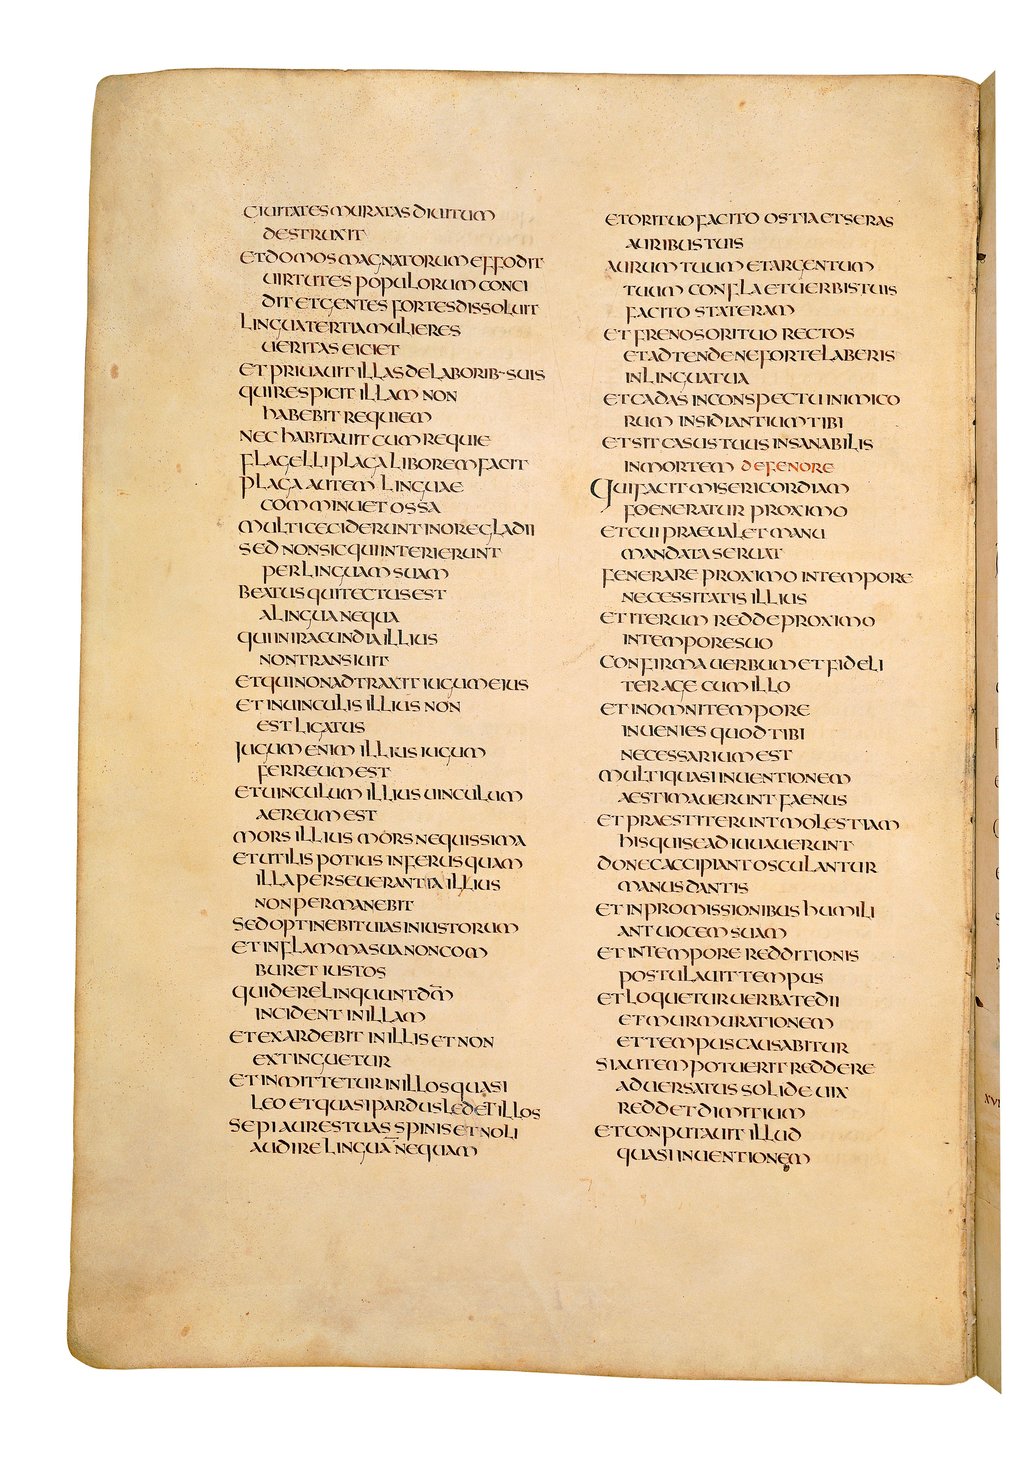 CIUITATES MURATAS DIUITUM
DESTRUXIT
ET DOMOS MAGNATORUM EFFODIT
UIRTUTES POPULORUM CONCI
DIT ET GENTES FORTES DISSOLUIT
LINGUA TERTIA MULIERES
UERITAS EICIET
ET PRIUAUIT ILLAS DE LABORIB· SUIS
QUI RESPICIT ILLAM NON
HABEBIT REQUIEM
NEC HABITAUIT CUM REQUIE
FLAGELLI PLAGA LIBOREM FACIT
PLAGA AUTEM LINGUAE
COMMINUET OSSA
MULTI CECIDERUNT IN ORE GLADII
SED NON SIC QUI INTERIERUNT
PER LINGUAM SUAM
BEATUS QUI TECTUS EST
A LINGUA NEQUA
QUI IN IRACUNDIA ILLIUS
NON TRANSIUIT
ET QUI NON ADTRAXIT IUGUM EIUS
ET IN UINCULIS ILLIUS NON
EST LIGATUS
IUGUM ENIM ILLIUS IUGUM
FERREUM EST
ET UINCULUM ILLIUS UINCULUM
AEREUM EST
MORS ILLIUS MORS NEQUISSIMA
ET UTILIS POTIUS INFERUS QUAM
ILLA PERSEUERANTIA ILLIUS
NON PERMANEBIT
SED OPTINEBIT UIAS INIUSTORUM
ET IN FLAMMA SUA NON COM
BURET IUSTOS
QUI DERELINQUUNT DM̄
INCIDENT IN ILLAM
ET EXARDEBIT IN ILLIS ET NON
EXTINGUETUR
ET INMITTETUR IN ILLOS QUASI
LEO ET QUASI PARDUS LEDET ILLOS
SEPI AURES TUAS SPINIS ET NOLI
AUDIRE LINGUA NEQUAM
ET ORI TUO FACITO OSTIA ET SERAS
AURIBUS TUIS
AURUM TUUM ET ARGENTUM
TUUM CONFLA ET UERBIS TUIS
FACITO STATERAM
ET FRENOS ORI TUO RECTOS
ET ADTENDE NE FORTE LABERIS
IN LINGUA TUA
ET CADAS IN CONSPECTU INIMICO
RUM INSIDIANTIUM TIBI
ET SIT CASUS TUUS INSANABILIS
IN MORTEM DE FENORE
QUI FACIT MISERICORDIAM
FOENERATUR PROXIMO
ET CUI PRAEUALET MANU
MANDATA SERUAT
FENERARE PROXIMO IN TEMPORE
NECESSITATIS ILLIUS
ET ITERUM REDDE PROXIMO
IN TEMPORE SUO
CONFIRMA UERBUM ET FIDELI
TER AGE CUM ILLO
ET IN OMNI TEMPORE
INUENIES QUOD TIBI
NECESSARIUM EST
MULTI QUASI INUENTIONEM
AESTIMAUERUNT FAENUS
ET PRAESTITERUNT MOLESTIAM
HIS QUI SE ADIUUAUERUNT
DONEC ACCIPIANT OSCULANTUR
MANUS DANTIS
ET IN PROMISSIONIBUS HUMILI
ANT UOCEM SUAM
ET IN TEMPORE REDDITIONIS
POSTULAUIT TEMPUS
ET LOQUETUR UERBA TEDII
ET MURMURATIONEM
ET TEMPUS CAUSABITUR
SI AUTEM POTUERIT REDDERE
ADUERSATUS SOLIDE UIX
REDDET DIMITIUM
ET CONPUTAUIT ILLUD
QUASI INUENTIONEM